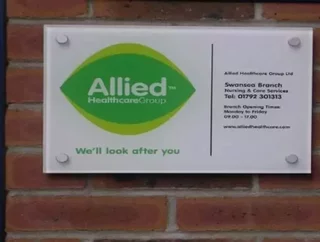 Allied™
HealthcareGroup
We'll look after you
Allied Healthcare Group Ltd
Swansea Branch
Nursing & Care Services
Tel: 01792 301313
Branch Opening Times:
Monday to Friday
09.00 - 17.00
www.alliedhealthcare.com